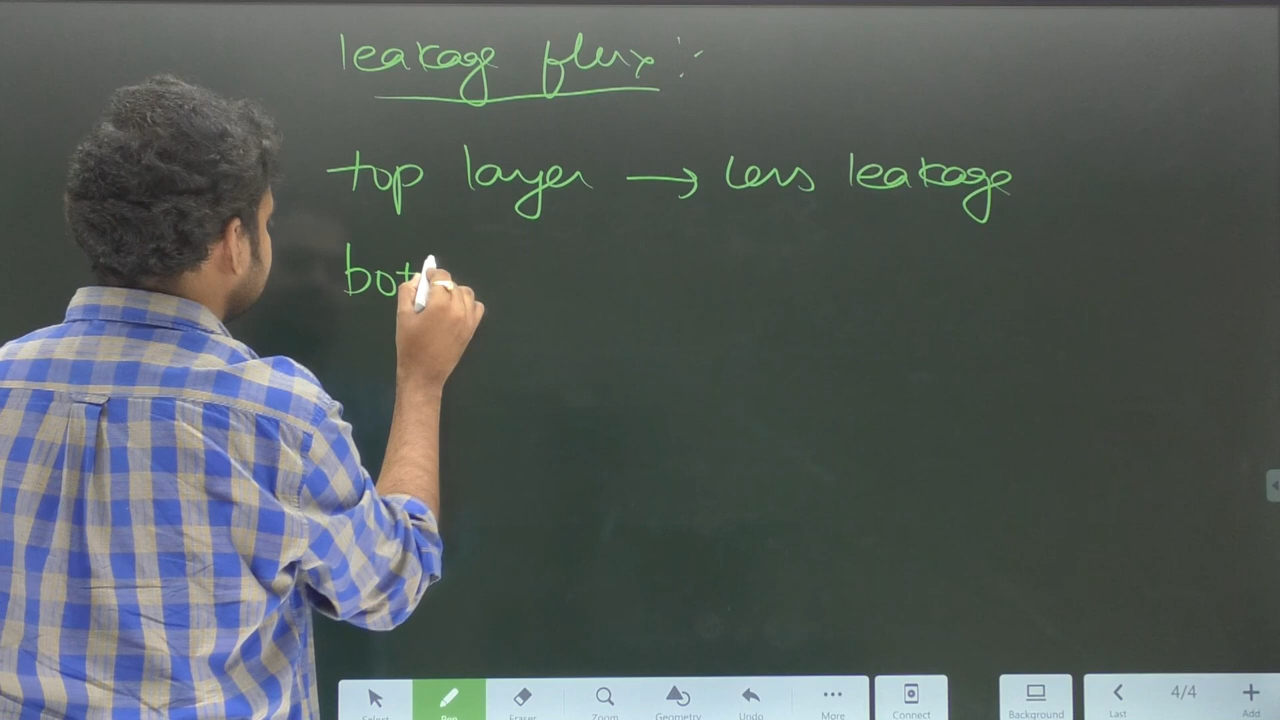 leakage flux :-
top layer → Less leakage
bot
Select Pen Eraser Zoom Geometry Undo More Connect Background Last 4/4 Add